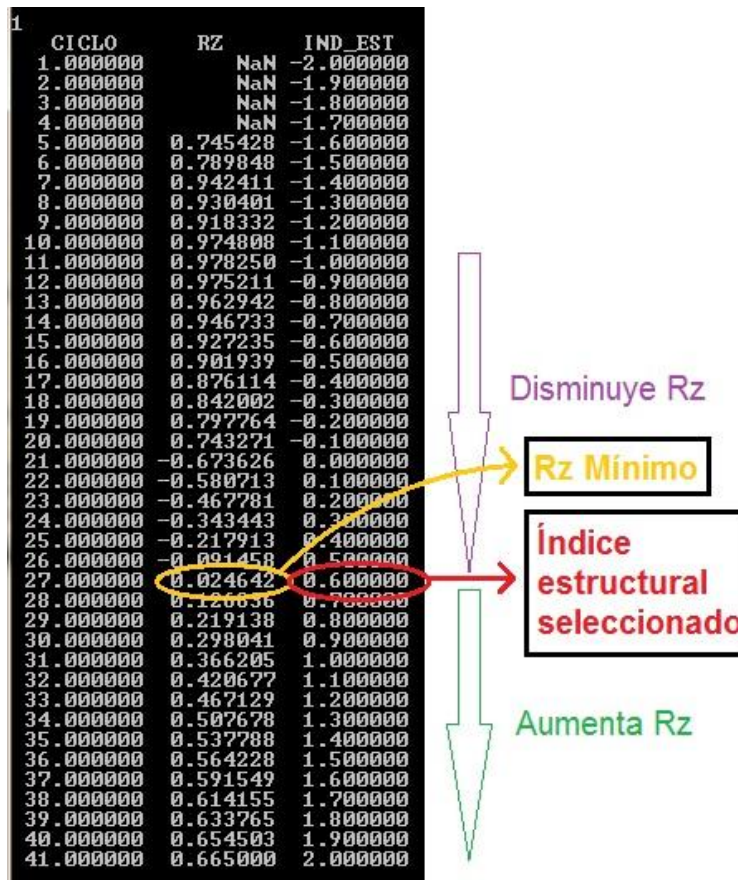 1
CICLO RZ IND_EST
1.000000 NaN -2.000000
2.000000 NaN -1.900000
3.000000 NaN -1.800000
4.000000 NaN -1.700000
5.000000 0.745428 -1.600000
6.000000 0.789848 -1.500000
7.000000 0.942411 -1.400000
8.000000 0.930401 -1.300000
9.000000 0.918332 -1.200000
10.000000 0.974808 -1.100000
11.000000 0.978250 -1.000000
12.000000 0.975211 -0.900000
13.000000 0.962942 -0.800000
14.000000 0.946733 -0.700000
15.000000 0.927235 -0.600000
16.000000 0.901939 -0.500000
17.000000 0.876114 -0.400000
18.000000 0.842002 -0.300000
19.000000 0.797764 -0.200000
20.000000 0.743271 -0.100000
21.000000 -0.673626 0.000000
22.000000 -0.580713 0.100000
23.000000 -0.467781 0.200000
24.000000 -0.343443 0.300000
25.000000 -0.217913 0.400000
26.000000 -0.091458 0.500000
27.000000 0.024642 0.600000
28.000000 0.700000
29.000000 0.219138 0.800000
30.000000 0.298041 0.900000
31.000000 0.366205 1.000000
32.000000 0.420677 1.100000
33.000000 0.467129 1.200000
34.000000 0.507678 1.300000
35.000000 0.537788 1.400000
36.000000 0.564228 1.500000
37.000000 0.591549 1.600000
38.000000 0.614155 1.700000
39.000000 0.633765 1.800000
40.000000 0.654503 1.900000
41.000000 0.665000 2.000000
Disminuye Rz
Rz Mínimo
Índice
estructural
seleccionado
Aumenta Rz